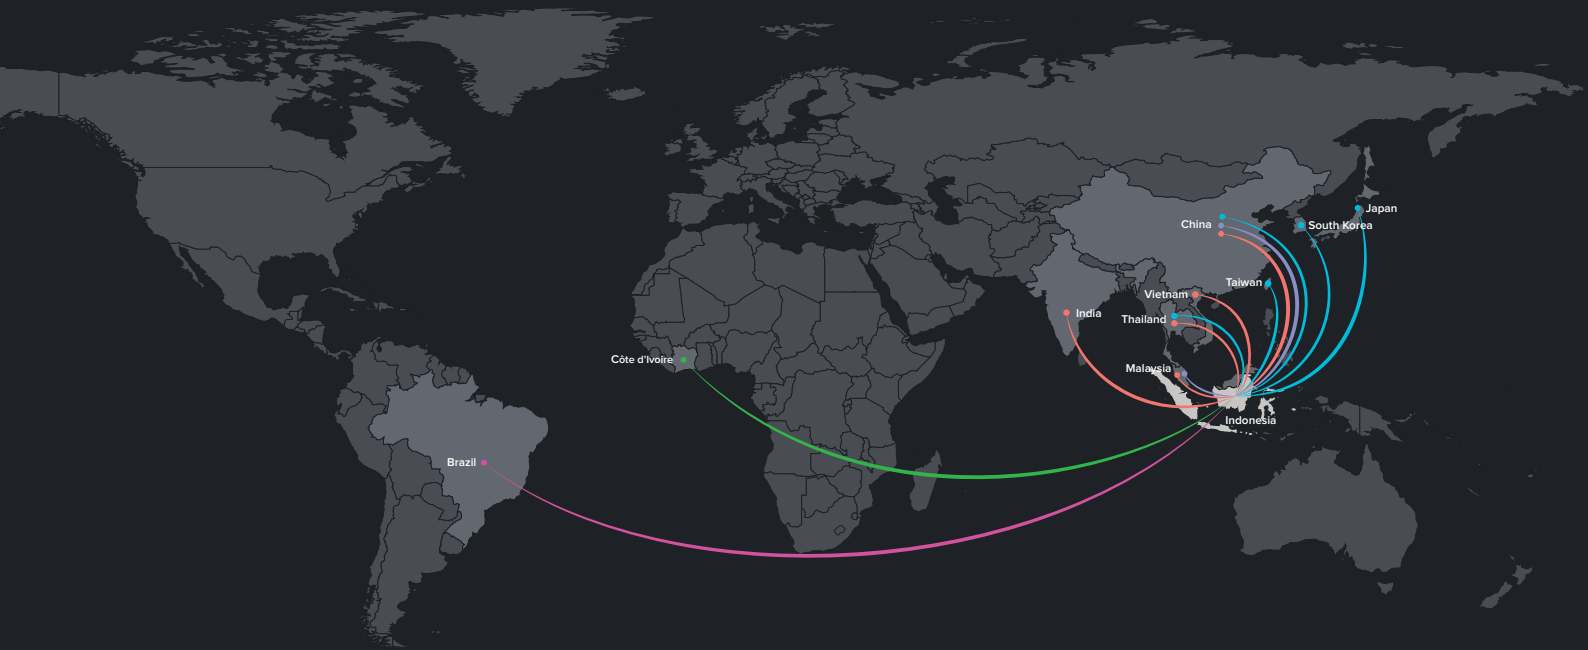 Japan
China
South Korea
Taiwan
Vietnam
India
Thailand
Côte d'Ivoire
Malaysia
Indonesia
Brazil